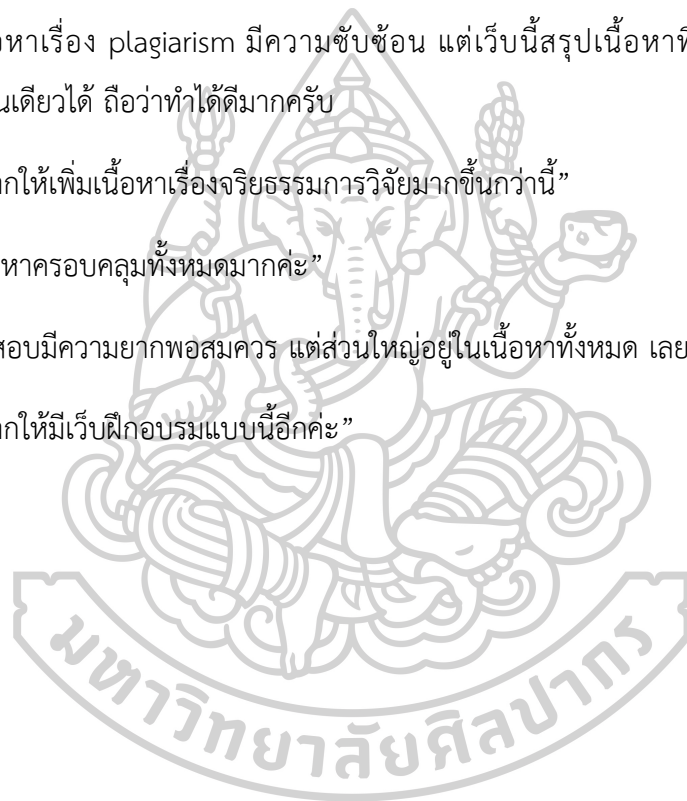 อหาเรื่อง plagiarism มีความซับซ้อน แต่เว็บนี้สรุปเนื้อหาที
นเดียวได้ ถือว่าทำได้ดีมากครับ
ากให้เพิ่มเนื้อหาเรื่องจริยธรรมการวิจัยมากขึ้นกว่านี้”
หาครอบคลุมทั้งหมดมากค่ะ”
สอบมีความยากพอสมควร แต่ส่วนใหญ่อยู่ในเนื้อหาทั้งหมด เลย
ากให้มีเว็บฝึกอบรมแบบนี้อีกค่ะ”
มหาวิทยาลัยศิลปากร